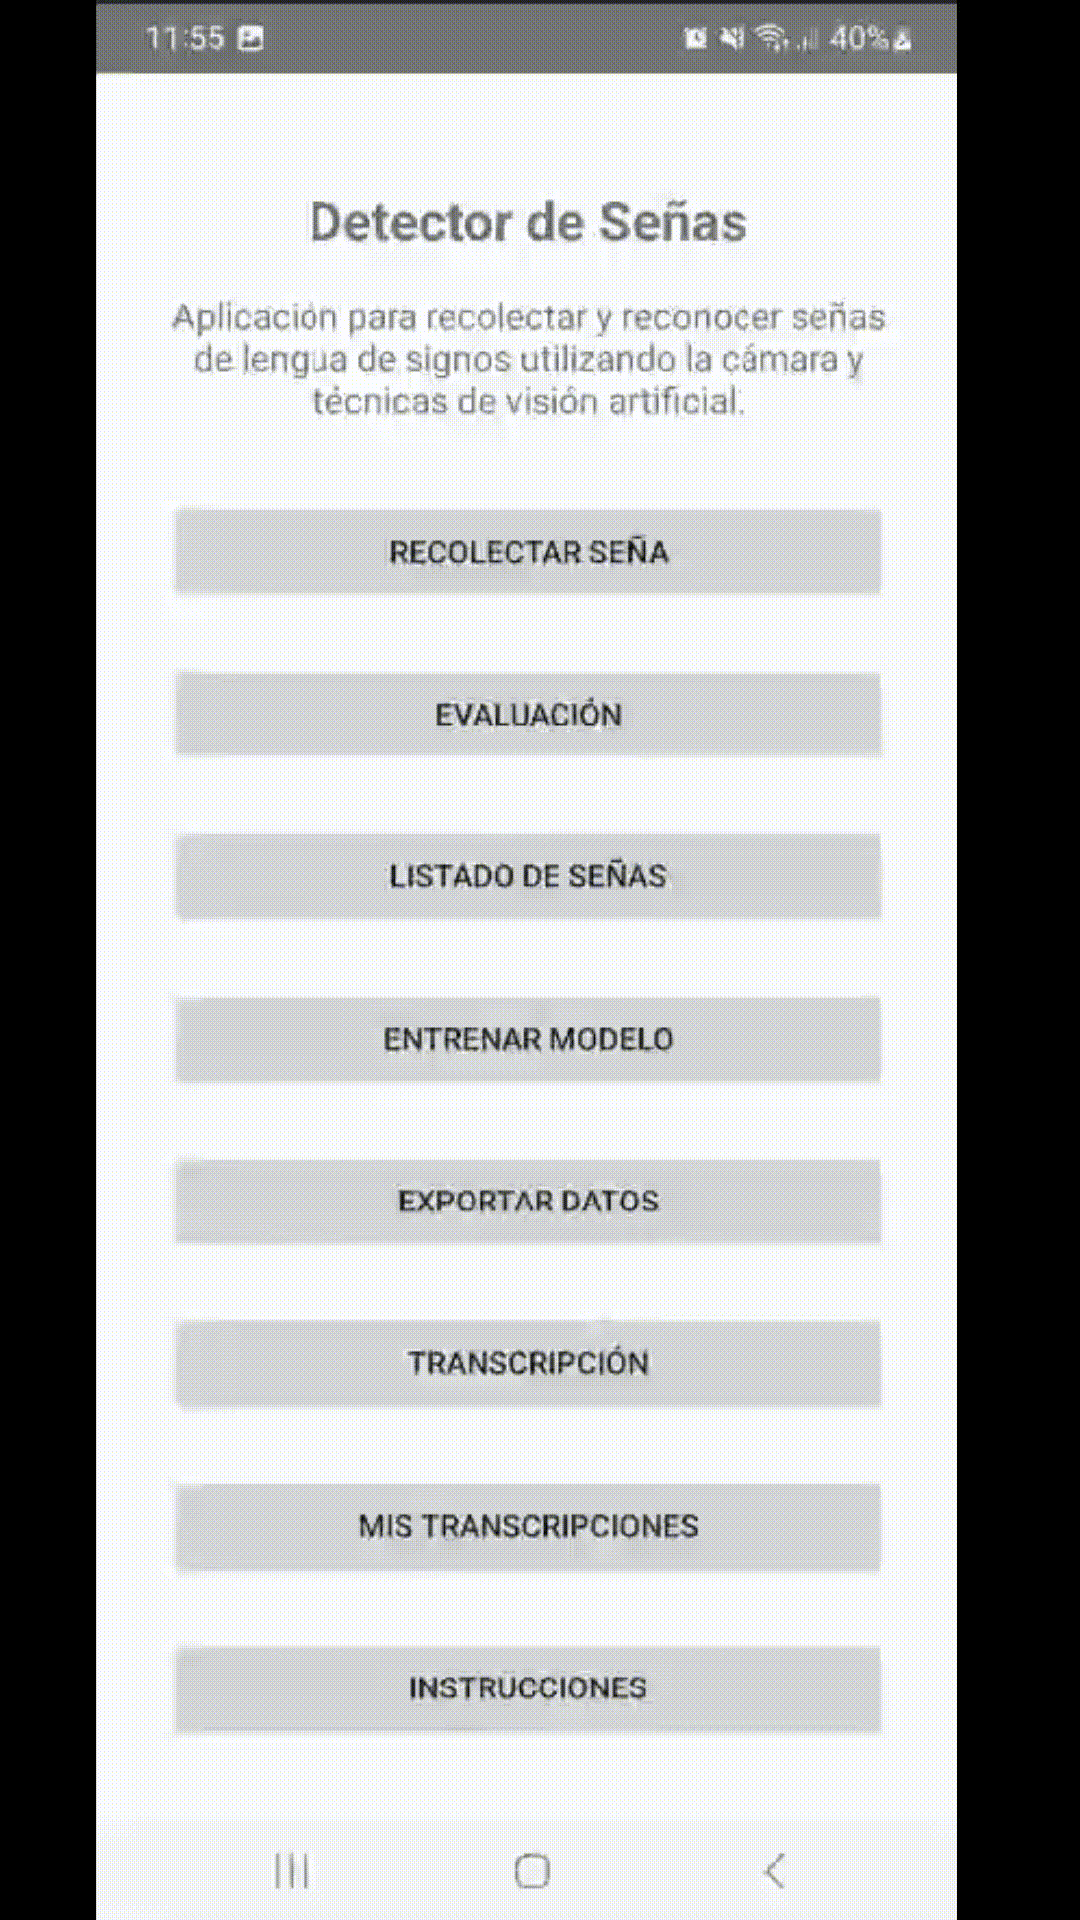 11:55
40%
Detector de Señas
Aplicación para recolectar y reconocer señas
de lengua de signos utilizando la cámara y
técnicas de visión artificial.
RECOLECTAR SEÑA
EVALUACIÓN
LISTADO DE SEÑAS
ENTRENAR MODELO
EXPORTAR DATOS
TRANSCRIPCIÓN
MIS TRANSCRIPCIONES
INSTRUCCIONES